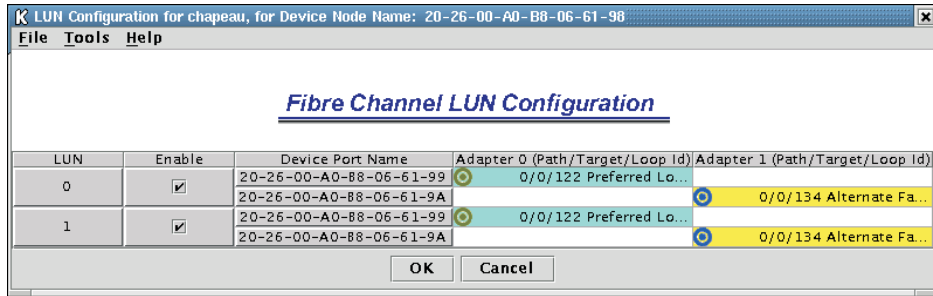 LUN Configuration for chapeau, for Device Node Name: 20-26-00-A0-B8-06-61-98
File Tools Help
Fibre Channel LUN Configuration
LUN Enable Device Port Name Adapter 0 (Path/Target/Loop Id) Adapter 1 (Path/Target/Loop Id)
0 20-26-00-A0-B8-06-61-99 0/0/122 Preferred Lo...
20-26-00-A0-B8-06-61-9A 0/0/134 Alternate Fa...
1 20-26-00-A0-B8-06-61-99 0/0/122 Preferred Lo...
20-26-00-A0-B8-06-61-9A 0/0/134 Alternate Fa...
OK Cancel